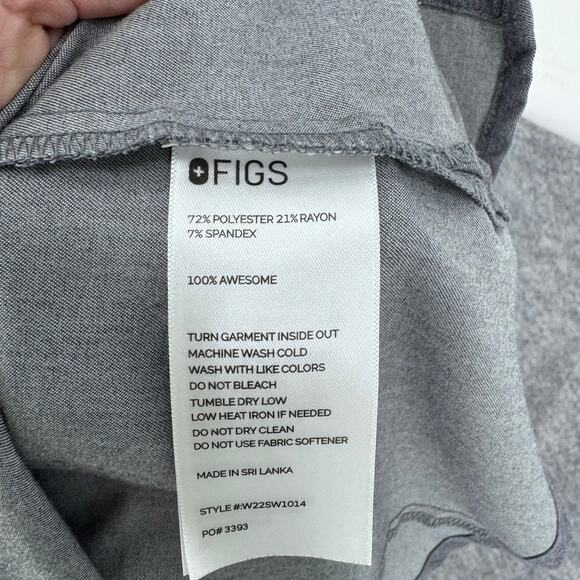 FIGS
72% POLYESTER 21% RAYON
7% SPANDEX
100% AWESOME
TURN GARMENT INSIDE OUT
MACHINE WASH COLD
WASH WITH LIKE COLORS
DO NOT BLEACH
TUMBLE DRY LOW
LOW HEAT IRON IF NEEDED
DO NOT DRY CLEAN
DO NOT USE FABRIC SOFTENER
MADE IN SRI LANKA
STYLE #:W22SW1014
PO# 3393